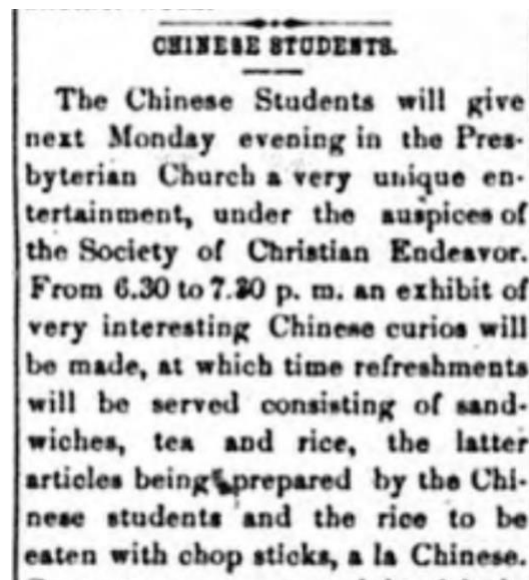 CHINESE STUDENTS.
The Chinese Students will give
next Monday evening in the Pres-
byterian Church a very unique en-
tertainment, under the auspices of
the Society of Christian Endeavor.
From 6.30 to 7.30 p. m. an exhibit of
very interesting Chinese curios will
be made, at which time refreshments
will be served consisting of sand-
wiches, tea and rice, the latter
articles being prepared by the Chi-
nese students and the rice to be
eaten with chop sticks, a la Chinese.